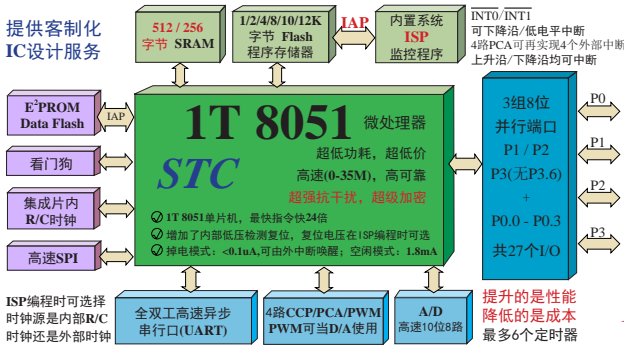 提供客制化
IC设计服务
512 / 256
字节 SRAM
1/2/4/8/10/12K
字节 Flash
程序存储器
IAP
内置系统
ISP
监控程序
INT0/INT1
可下降沿/低电平中断
4路PCA可再实现4个外部中断
上升沿/下降沿均可中断
E²PROM
Data Flash
IAP
看门狗
集成片内
R/C时钟
高速SPI
1T 8051 微处理器
STC
超低功耗，超低价
高速(0-35M)，高可靠
超强抗干扰，超级加密
1T 8051单片机，最快指令快24倍
增加了内部低压检测复位，复位电压在ISP编程时可选
掉电模式：<0.1uA,可由外中断唤醒；空闲模式：1.8mA
3组8位
并行端口
P1 / P2
P3(无P3.6)
+
P0.0 - P0.3
共27个I/O
P0
P1
P2
P3
ISP编程时可选择
时钟源是内部R/C
时钟还是外部时钟
全双工高速异步
串行口(UART)
4路CCP/PCA/PWM
PWM可当D/A使用
A/D
高速10位8路
提升的是性能
降低的是成本
最多6个定时器